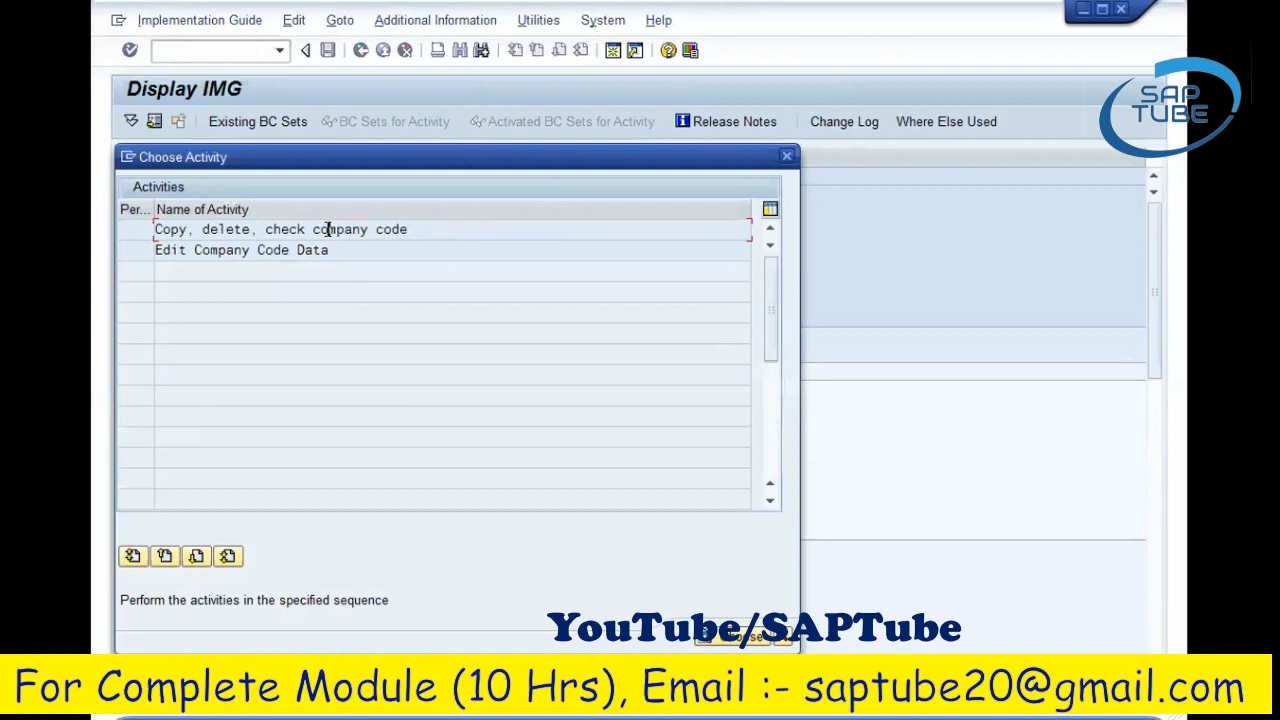 Implementation Guide Edit Goto Additional Information Utilities System Help
Display IMG
Existing BC Sets BC Sets for Activity Activated BC Sets for Activity Release Notes Change Log Where Else Used
SAP
TUBE
Choose Activity
Activities
Per... Name of Activity
Copy, delete, check company code
Edit Company Code Data
Perform the activities in the specified sequence
YouTube/SAPTube
Choose
For Complete Module (10 Hrs), Email :- saptube20@gmail.com